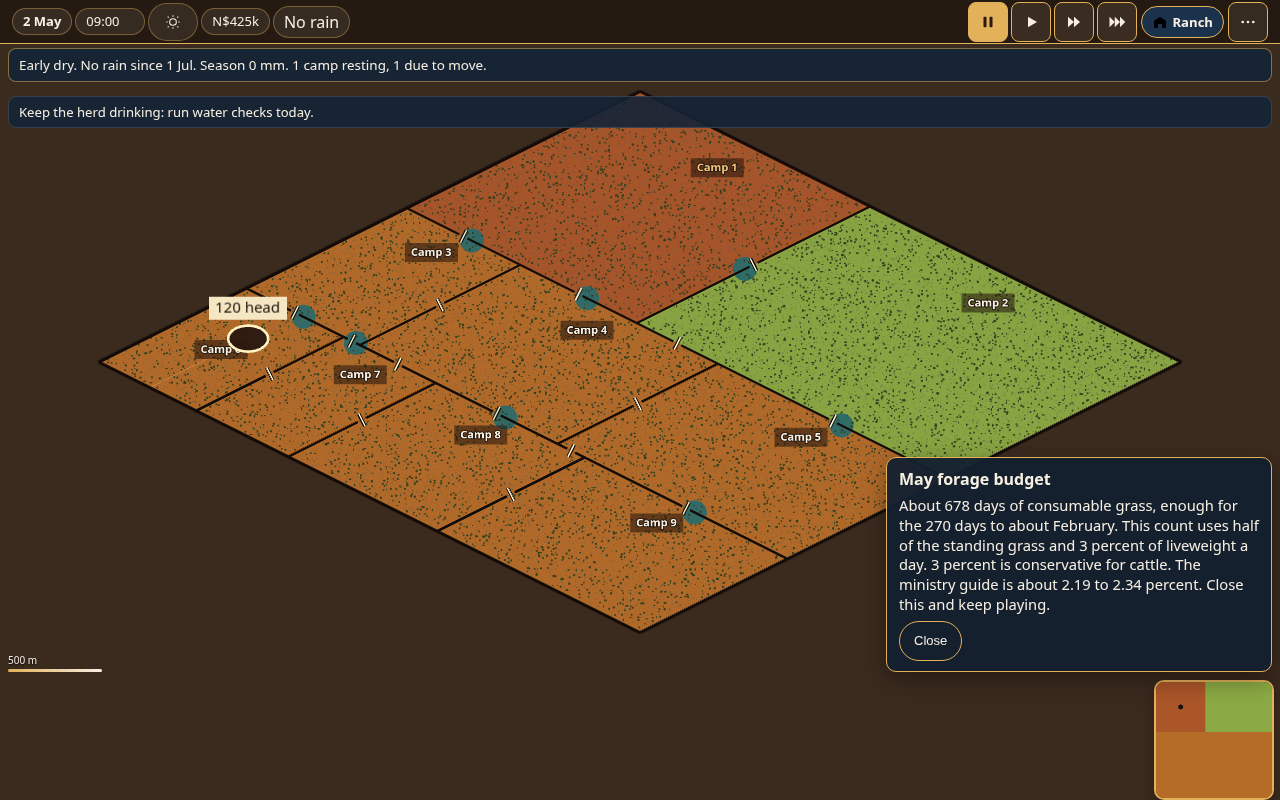 2 May
09:00
N$425k
No rain
Ranch
Early dry. No rain since 1 Jul. Season 0 mm. 1 camp resting, 1 due to move.
Keep the herd drinking: run water checks today.
Camp 1
Camp 3
Camp 2
120 head
Camp 4
Camp
Camp 7
Camp 8
Camp 5
Camp 9
May forage budget
About 678 days of consumable grass, enough for
the 270 days to about February. This count uses half
of the standing grass and 3 percent of liveweight a
day. 3 percent is conservative for cattle. The
ministry guide is about 2.19 to 2.34 percent. Close
this and keep playing.
Close
500 m